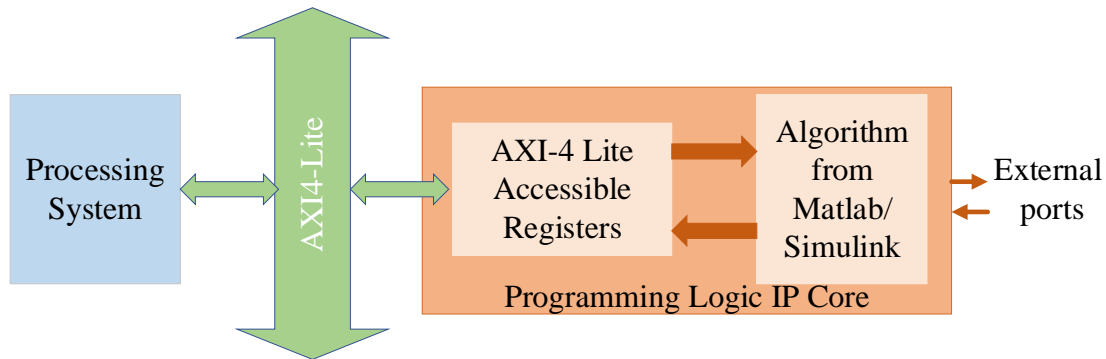 Processing
System
AXI4-Lite
AXI-4 Lite
Accessible
Registers
Algorithm
from
Matlab/
Simulink
Programming Logic IP Core
External
ports